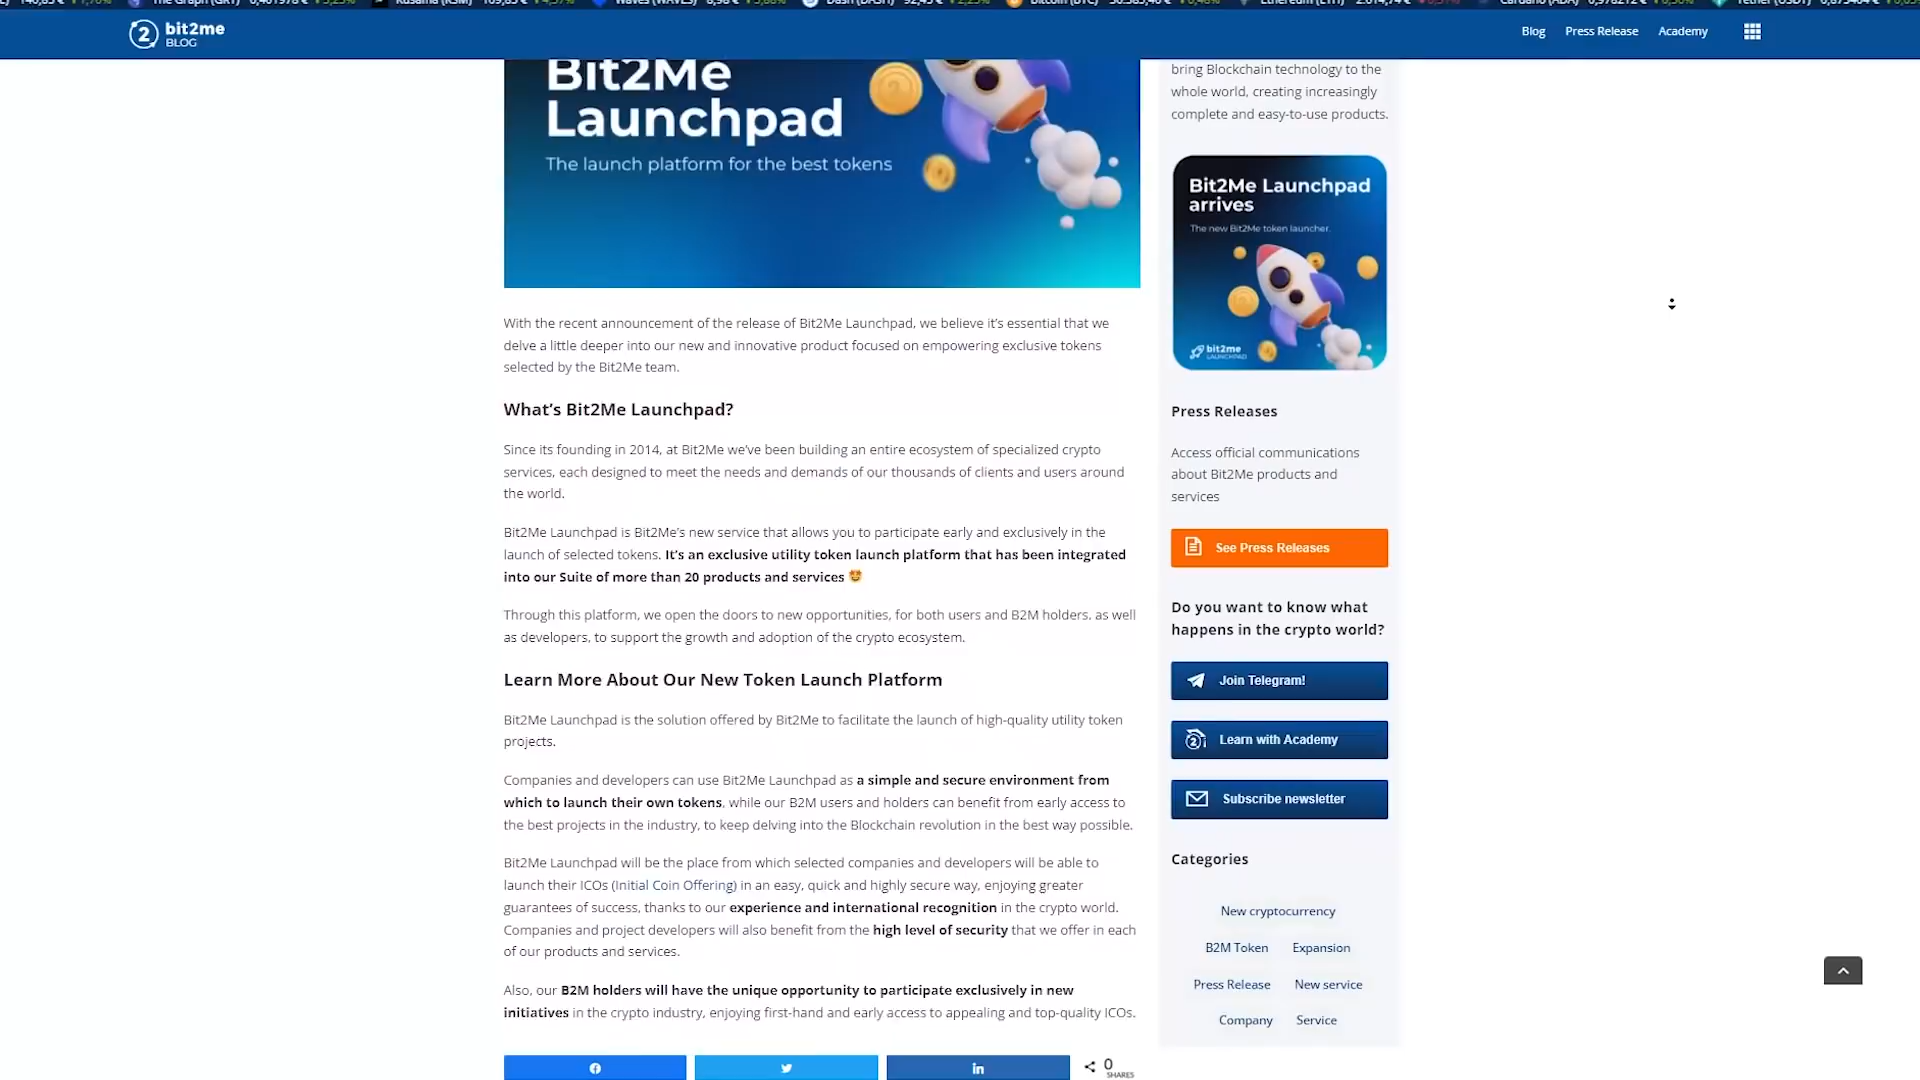 bit2me
BLOG
Blog
Press Release
Academy
Bit2Me
Launchpad
The launch platform for the best tokens
With the recent announcement of the release of Bit2Me Launchpad, we believe it's essential that we
delve a little deeper into our new and innovative product focused on empowering exclusive tokens
selected by the Bit2Me team.
What's Bit2Me Launchpad?
Since its founding in 2014, at Bit2Me we've been building an entire ecosystem of specialized crypto
services, each designed to meet the needs and demands of our thousands of clients and users around
the world.
Bit2Me Launchpad is Bit2Me's new service that allows you to participate early and exclusively in the
launch of selected tokens. It's an exclusive utility token launch platform that has been integrated
into our Suite of more than 20 products and services 🤩
Through this platform, we open the doors to new opportunities, for both users and B2M holders, as well
as developers, to support the growth and adoption of the crypto ecosystem.
Learn More About Our New Token Launch Platform
Bit2Me Launchpad is the solution offered by Bit2Me to facilitate the launch of high-quality utility token
projects.
Companies and developers can use Bit2Me Launchpad as a simple and secure environment from
which to launch their own tokens, while our B2M users and holders can benefit from early access to
the best projects in the industry, to keep delving into the Blockchain revolution in the best way possible.
Bit2Me Launchpad will be the place from which selected companies and developers will be able to
launch their ICOs (Initial Coin Offering) in an easy, quick and highly secure way, enjoying greater
guarantees of success, thanks to our experience and international recognition in the crypto world.
Companies and project developers will also benefit from the high level of security that we offer in each
of our products and services.
Also, our B2M holders will have the unique opportunity to participate exclusively in new
initiatives in the crypto industry, enjoying first-hand and early access to appealing and top-quality ICOs.
0
SHARES
bring Blockchain technology to the
whole world, creating increasingly
complete and easy-to-use products.
Bit2Me Launchpad
arrives
The new Bit2Me token launcher.
bit2me
LAUNCHPAD
Press Releases
Access official communications
about Bit2Me products and
services
See Press Releases
Do you want to know what
happens in the crypto world?
Join Telegram!
Learn with Academy
Subscribe newsletter
Categories
New cryptocurrency
B2M Token Expansion
Press Release New service
Company Service